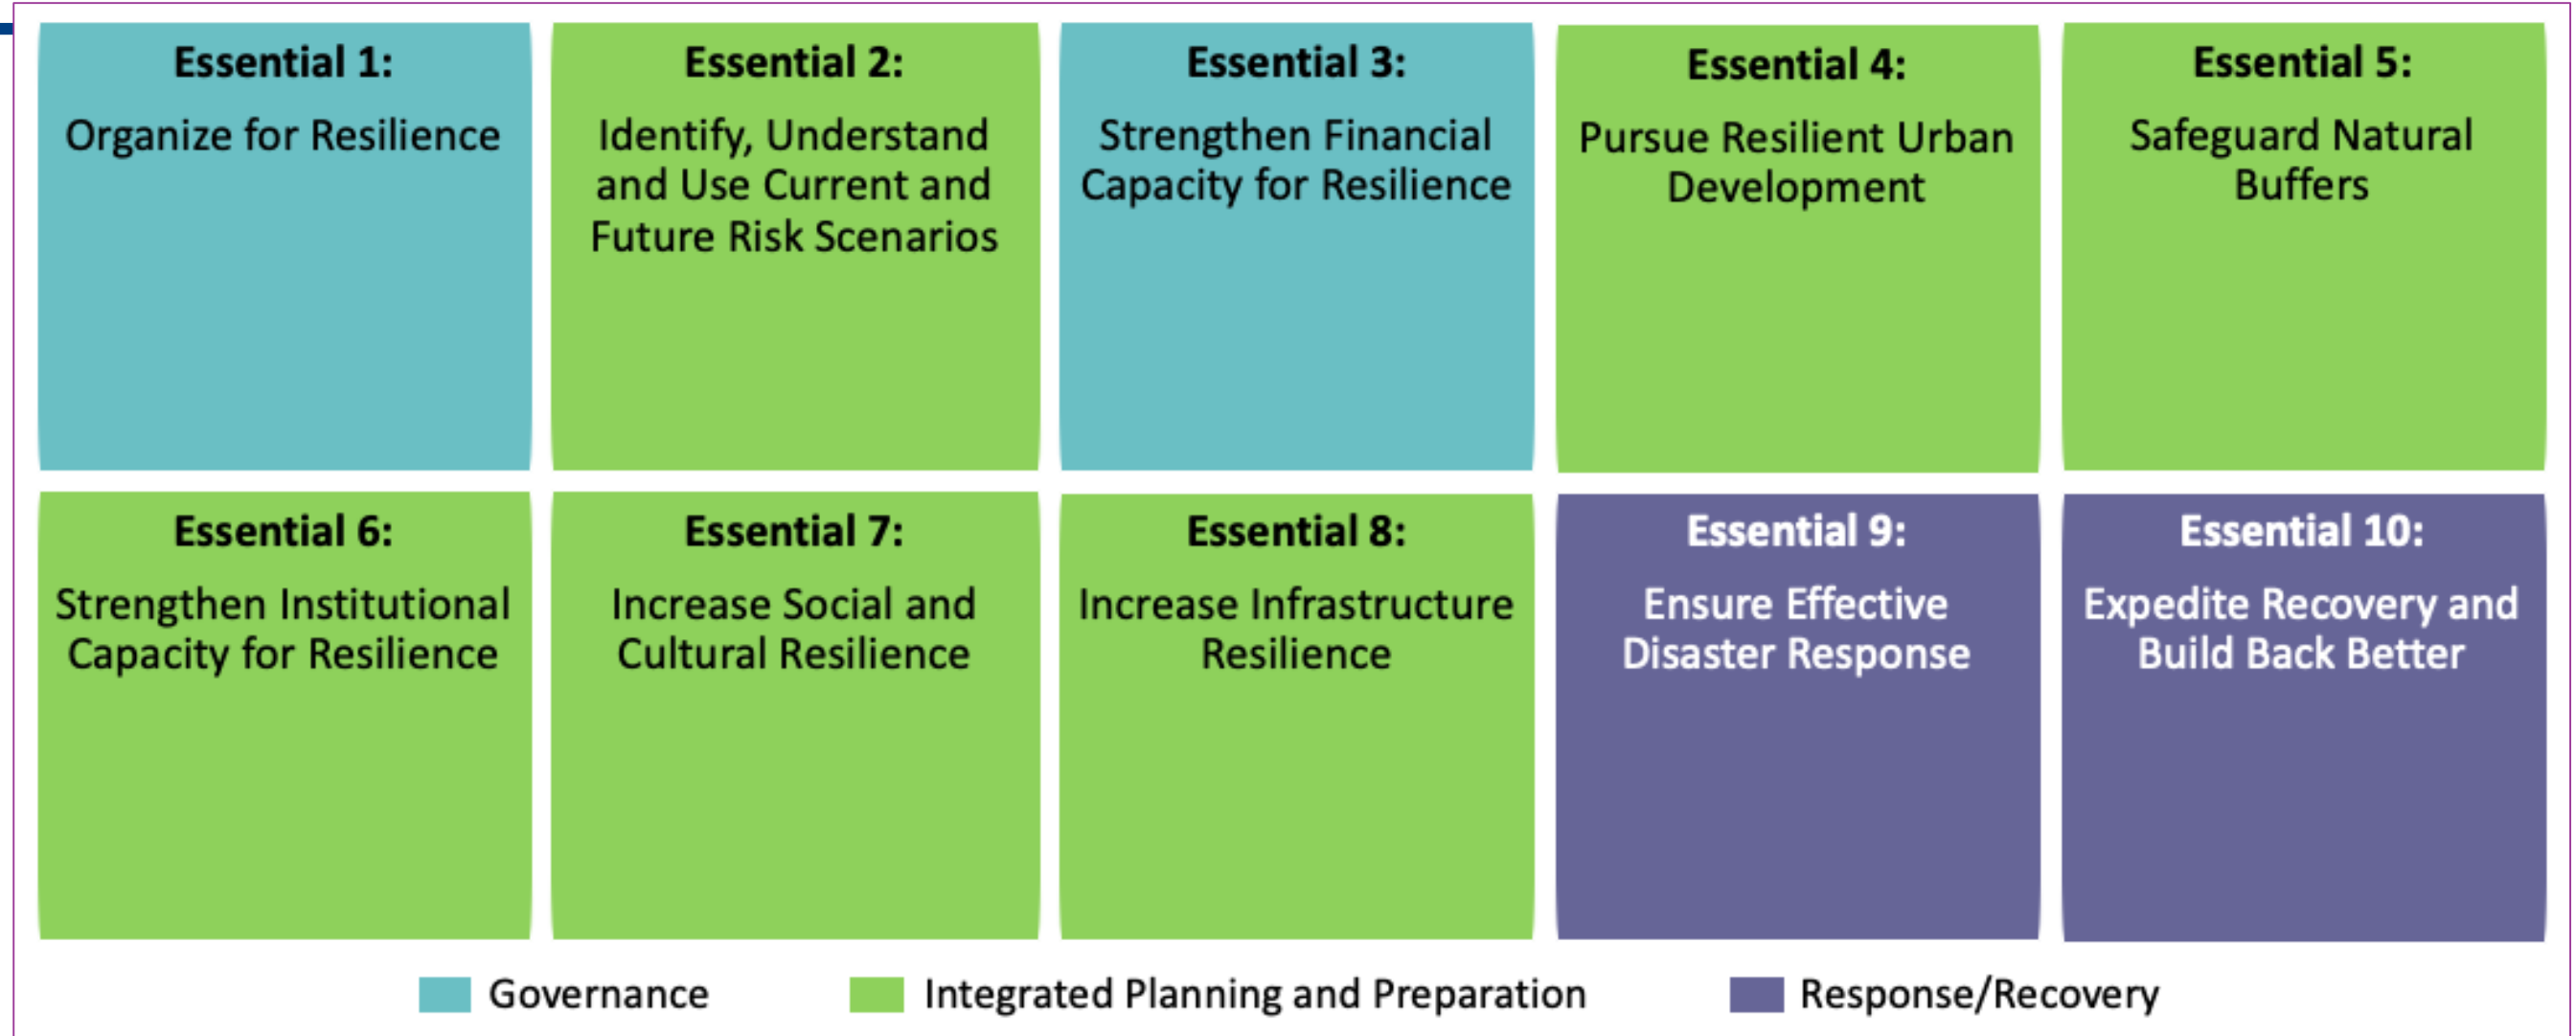 Essential 1:
Organize for Resilience
Essential 2:
Identify, Understand
and Use Current and
Future Risk Scenarios
Essential 3:
Strengthen Financial
Capacity for Resilience
Essential 4:
Pursue Resilient Urban
Development
Essential 5:
Safeguard Natural
Buffers
Essential 6:
Strengthen Institutional
Capacity for Resilience
Essential 7:
Increase Social and
Cultural Resilience
Essential 8:
Increase Infrastructure
Resilience
Essential 9:
Ensure Effective
Disaster Response
Essential 10:
Expedite Recovery and
Build Back Better
Governance
Integrated Planning and Preparation
Response/Recovery